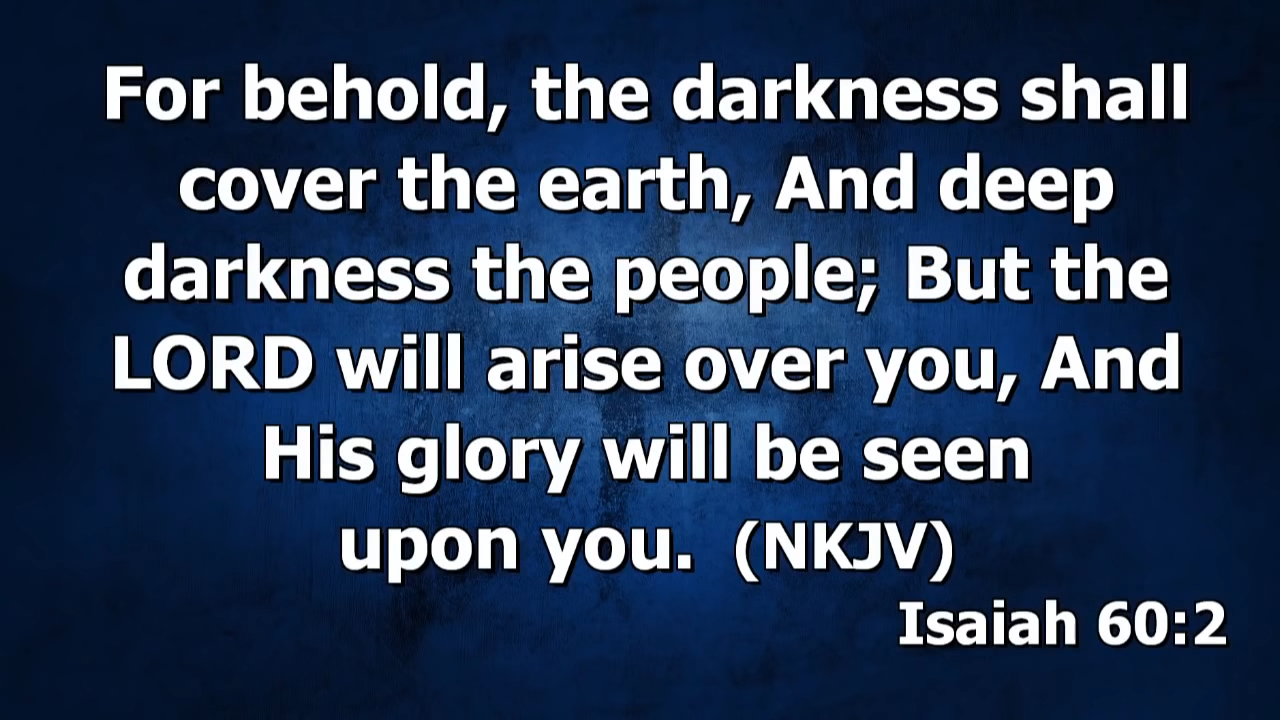 For behold, the darkness shall
cover the earth, And deep
darkness the people; But the
LORD will arise over you, And
His glory will be seen
upon you.  (NKJV)
Isaiah 60:2